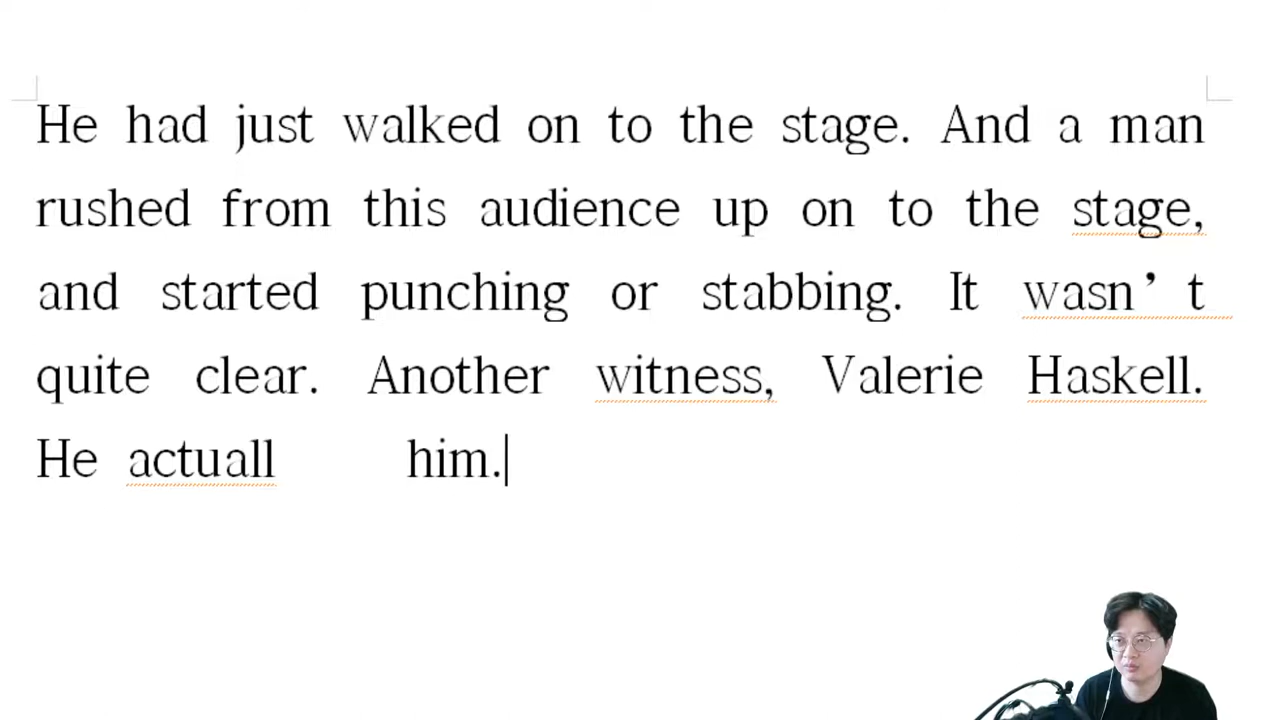 He had just walked on to the stage. And a man
rushed from this audience up on to the stage,
and started punching or stabbing. It wasn’t
quite clear. Another witness, Valerie Haskell.
He actuall him.